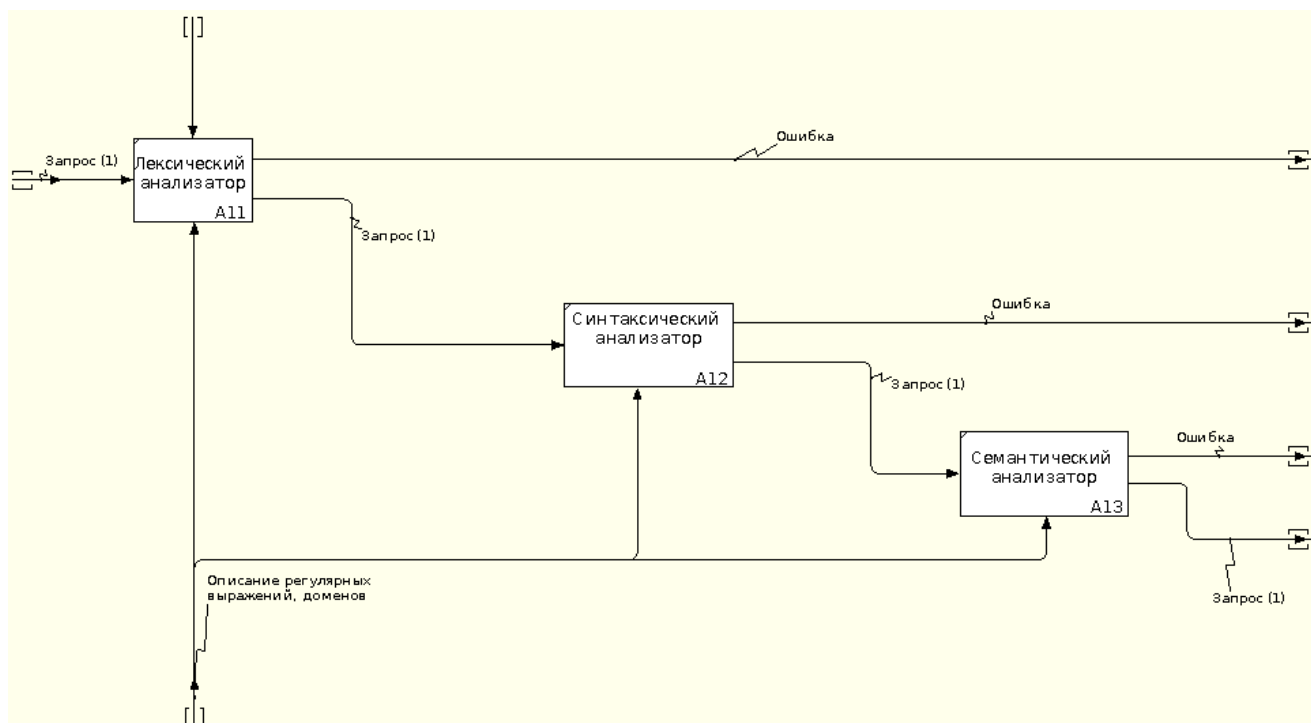 Ошибка
Запрос (1)
Лексический
анализатор
A11
Запрос (1)
Ошибка
Синтаксический
анализатор
A12
Запрос (1)
Ошибка
Семантический
анализатор
A13
Описание регулярных
выражений, доменов
Запрос (1)